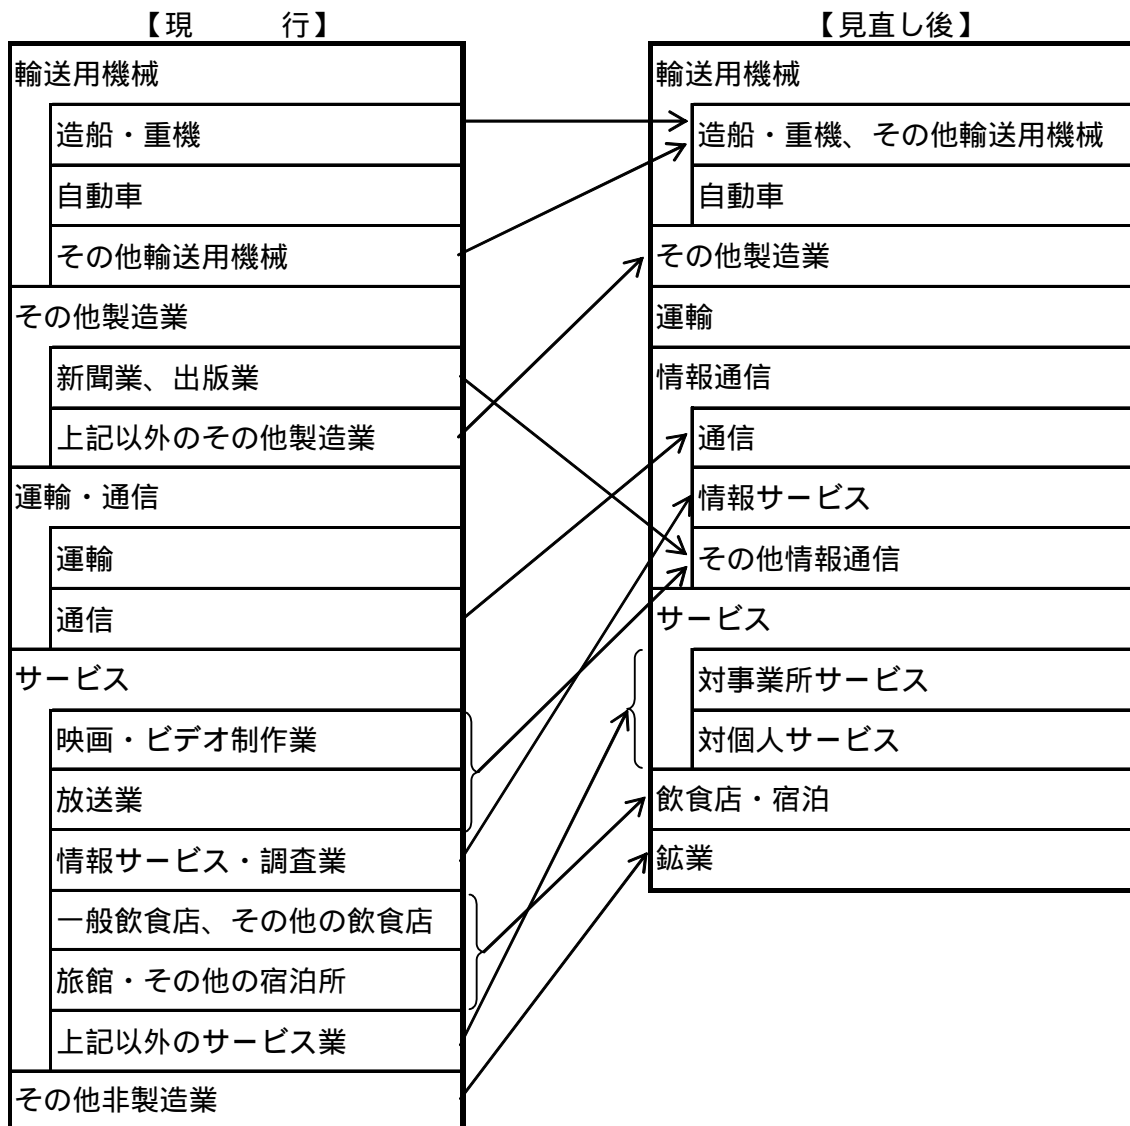 【現　　　行】
輸送用機械
造船・重機
自動車
その他輸送用機械
その他製造業
新聞業、出版業
上記以外のその他製造業
運輸・通信
運輸
通信
サービス
映画・ビデオ制作業
放送業
情報サービス・調査業
一般飲食店、その他の飲食店
旅館・その他の宿泊所
上記以外のサービス業
その他非製造業
【見直し後】
輸送用機械
造船・重機、その他輸送用機械
自動車
その他製造業
運輸
情報通信
通信
情報サービス
その他情報通信
サービス
対事業所サービス
対個人サービス
飲食店・宿泊
鉱業